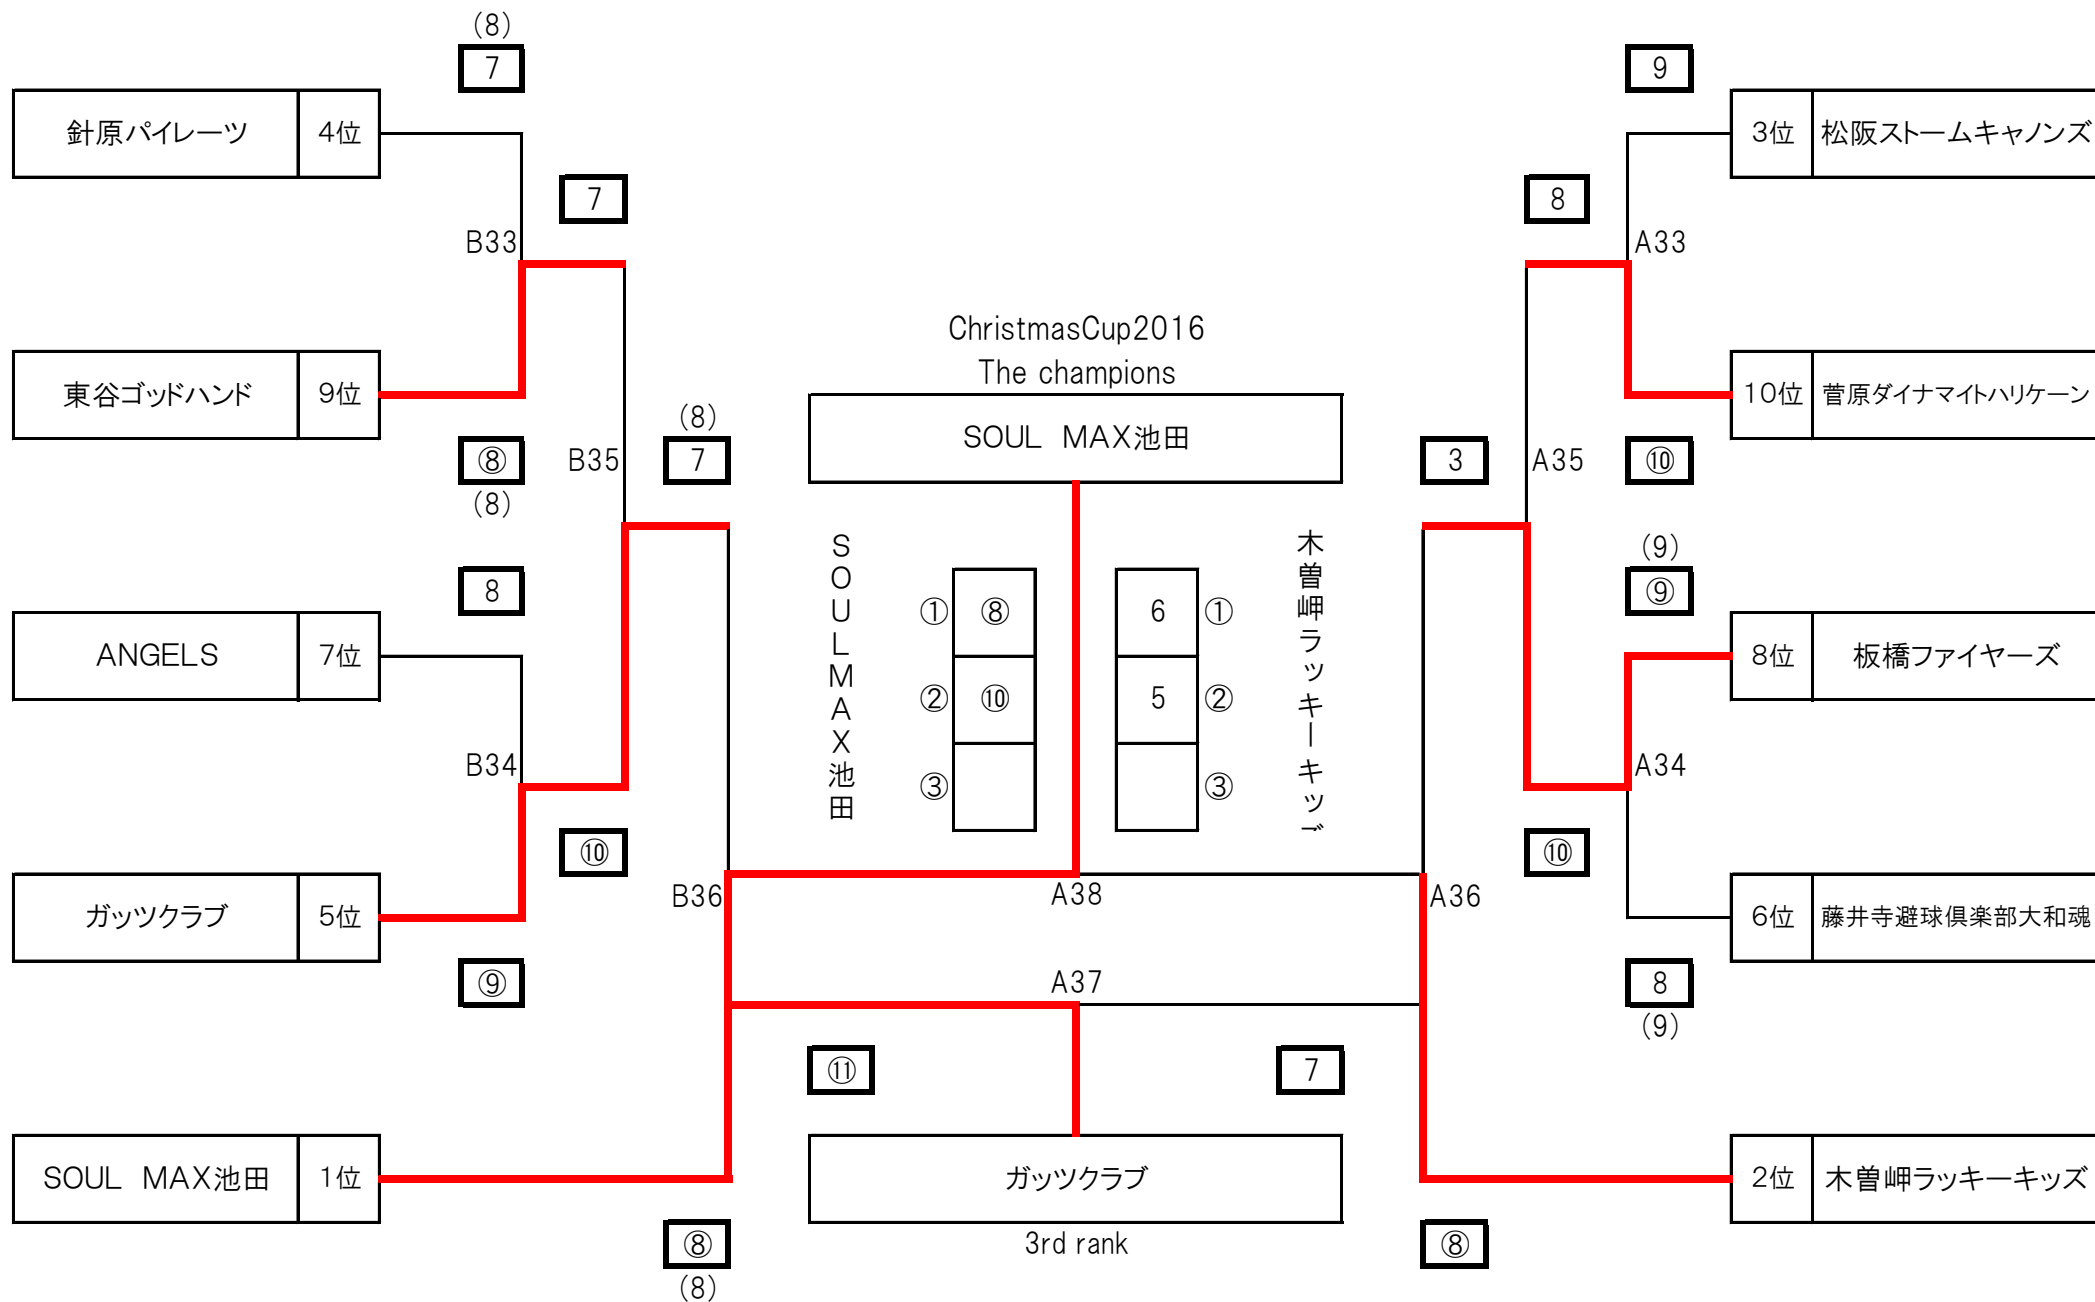 (8)
7
9
針原パイレーツ 4位
3位 松阪ストームキャノンズ
7
8
B33
A33
ChristmasCup2016
The champions
東谷ゴッドハンド 9位
10位 菅原ダイナマイトハリケーン
(8)
SOUL MAX池田
⑧
B35
7
3
A35
⑩
(8)
(9)
8
⑨
SOULMAX池田
① ⑧
② ⑩
③
6 ①
5 ②
③
木曽岬ラッキーキッズ
ANGELS 7位
8位 板橋ファイヤーズ
B34
A34
⑩
⑩
B36
A38
A36
ガッツクラブ 5位
6位 藤井寺避球倶楽部大和魂
⑨
A37
8
(9)
⑪
7
SOUL MAX池田 1位
ガッツクラブ
2位 木曽岬ラッキーキッズ
⑧
3rd rank
⑧
(8)